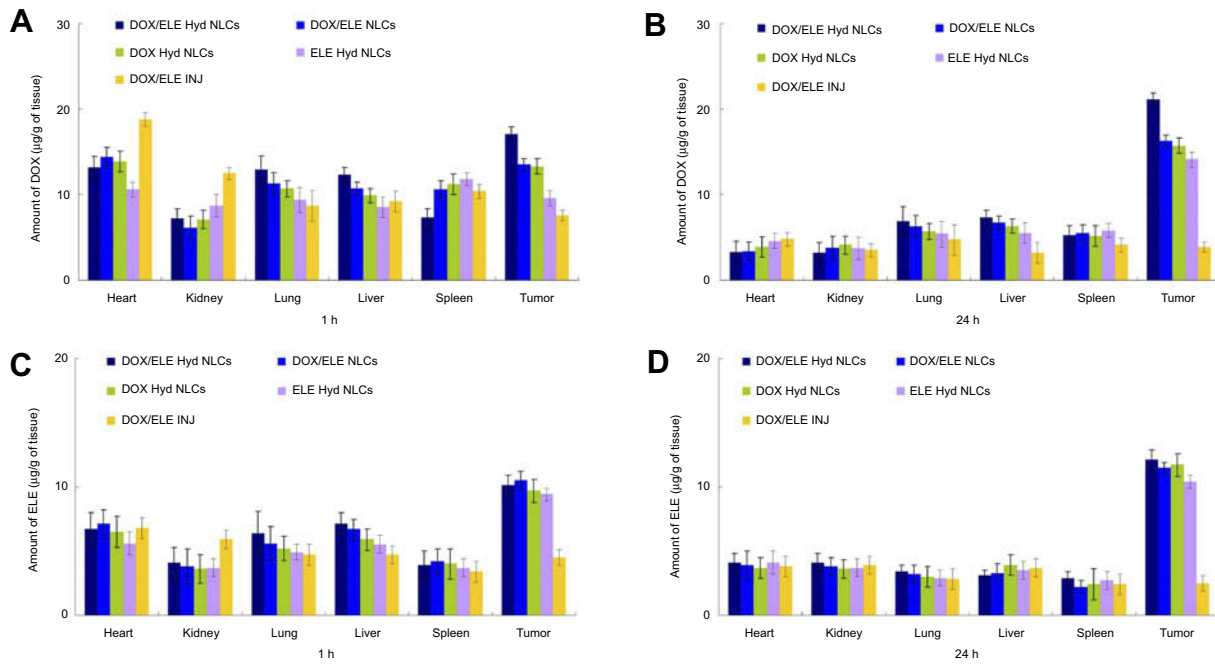 A
DOX/ELE Hyd NLCs
DOX/ELE NLCs
DOX Hyd NLCs
ELE Hyd NLCs
DOX/ELE INJ
Amount of DOX (μg/g of tissue)
30
20
10
0
Heart Kidney Lung Liver Spleen Tumor
1 h
B
DOX/ELE Hyd NLCs
DOX/ELE NLCs
DOX Hyd NLCs
ELE Hyd NLCs
DOX/ELE INJ
Amount of DOX (μg/g of tissue)
30
20
10
0
Heart Kidney Lung Liver Spleen Tumor
24 h
C
DOX/ELE Hyd NLCs
DOX/ELE NLCs
DOX Hyd NLCs
ELE Hyd NLCs
DOX/ELE INJ
Amount of ELE (μg/g of tissue)
20
10
0
Heart Kidney Lung Liver Spleen Tumor
1 h
D
DOX/ELE Hyd NLCs
DOX/ELE NLCs
DOX Hyd NLCs
ELE Hyd NLCs
DOX/ELE INJ
Amount of ELE (μg/g of tissue)
20
10
0
Heart Kidney Lung Liver Spleen Tumor
24 h